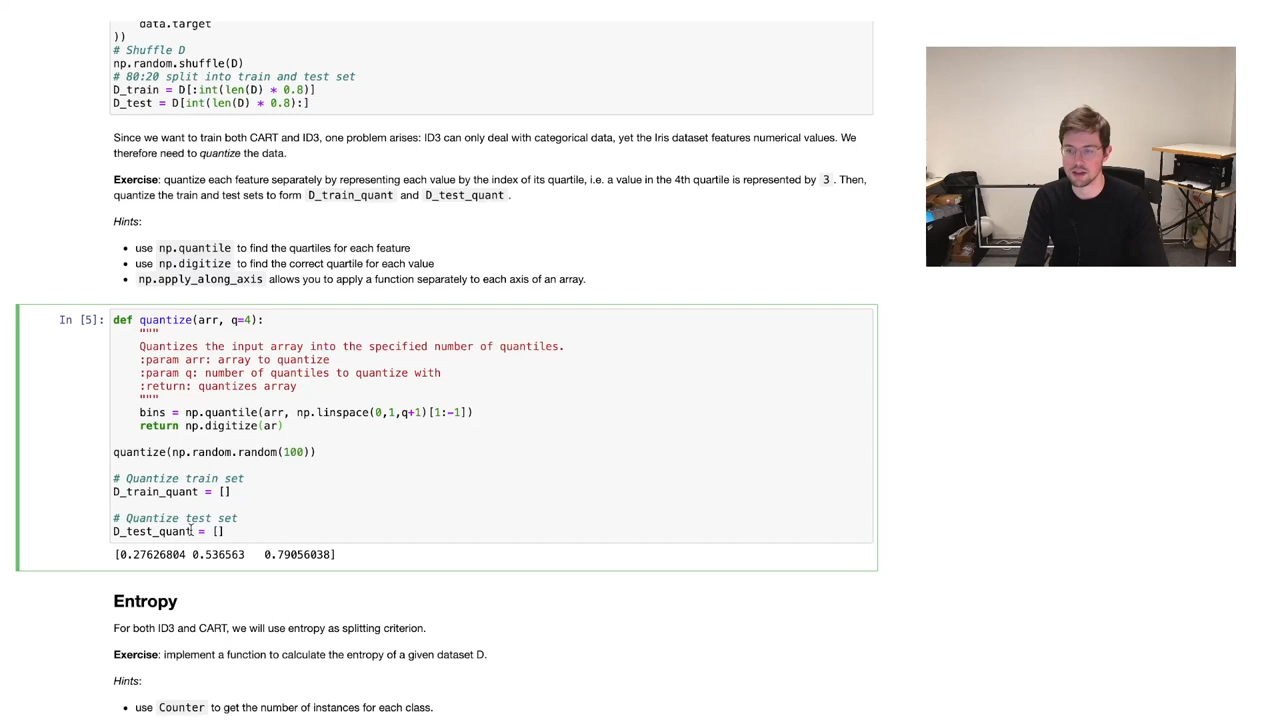 data.target
))
# Shuffle D
np.random.shuffle(D)
# 80:20 split into train and test set
D_train = D[:int(len(D) * 0.8)]
D_test = D[int(len(D) * 0.8):]
Since we want to train both CART and ID3, one problem arises: ID3 can only deal with categorical data, yet the Iris dataset features numerical values. We
therefore need to quantize the data.
Exercise: quantize each feature separately by representing each value by the index of its quartile, i.e. a value in the 4th quartile is represented by 3 . Then,
quantize the train and test sets to form D_train_quant and D_test_quant .
Hints:
• use np.quantile to find the quartiles for each feature
• use np.digitize to find the correct quartile for each value
• np.apply_along_axis allows you to apply a function separately to each axis of an array.
In [5]: def quantize(arr, q=4):
"""
Quantizes the input array into the specified number of quantiles.
:param arr: array to quantize
:param q: number of quantiles to quantize with
:return: quantizes array
"""
bins = np.quantile(arr, np.linspace(0,1,q+1)[1:-1])
return np.digitize(ar)
quantize(np.random.random(100))
# Quantize train set
D_train_quant = []
# Quantize test set
D_test_quant = []
[0.27626804 0.536563   0.79056038]
Entropy
For both ID3 and CART, we will use entropy as splitting criterion.
Exercise: implement a function to calculate the entropy of a given dataset D.
Hints:
• use Counter to get the number of instances for each class.